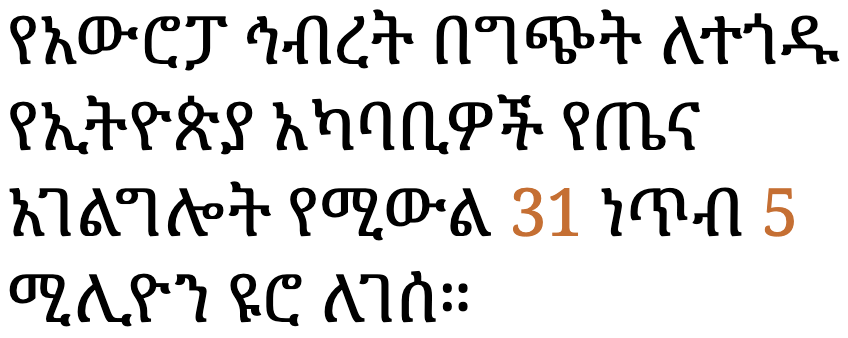 የአውሮፓ ኅብረት በግጭት ለተጎዱ
የኢትዮጵያ አካባቢዎች የጤና
አገልግሎት የሚውል 31 ነጥብ 5
ሚሊዮን ዩሮ ለገሰ።